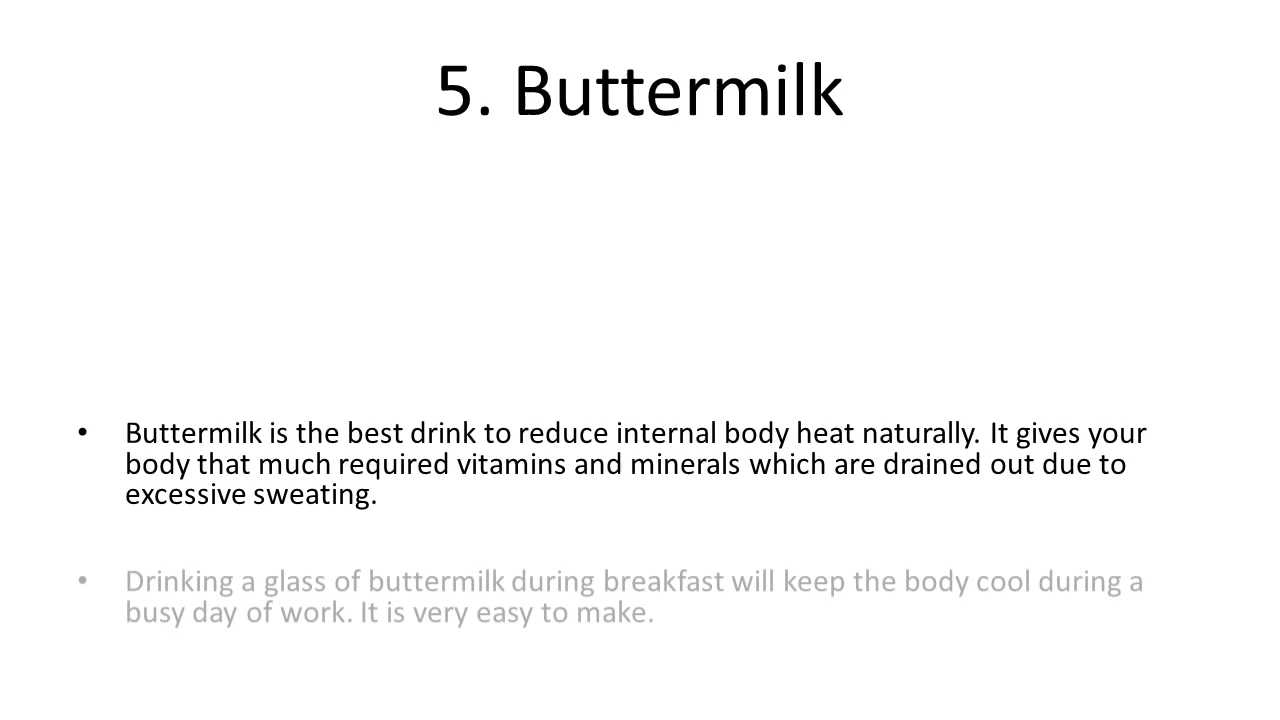 5. Buttermilk
• Buttermilk is the best drink to reduce internal body heat naturally. It gives your
body that much required vitamins and minerals which are drained out due to
excessive sweating.
• Drinking a glass of buttermilk during breakfast will keep the body cool during a
busy day of work. It is very easy to make.